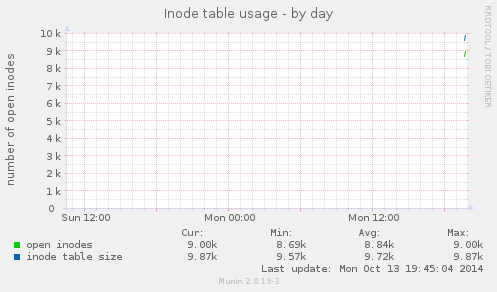 Inode table usage - by day
RRDTOOL / TOBI OETIKER
number of open inodes
10 k
9 k
8 k
7 k
6 k
5 k
4 k
3 k
2 k
1 k
0
Sun 12:00 Mon 00:00 Mon 12:00
Cur: Min: Avg: Max:
open inodes 9.00k 8.69k 8.84k 9.00k
inode table size 9.87k 9.57k 9.72k 9.87k
Last update: Mon Oct 13 19:45:04 2014
Munin 2.0.19-3